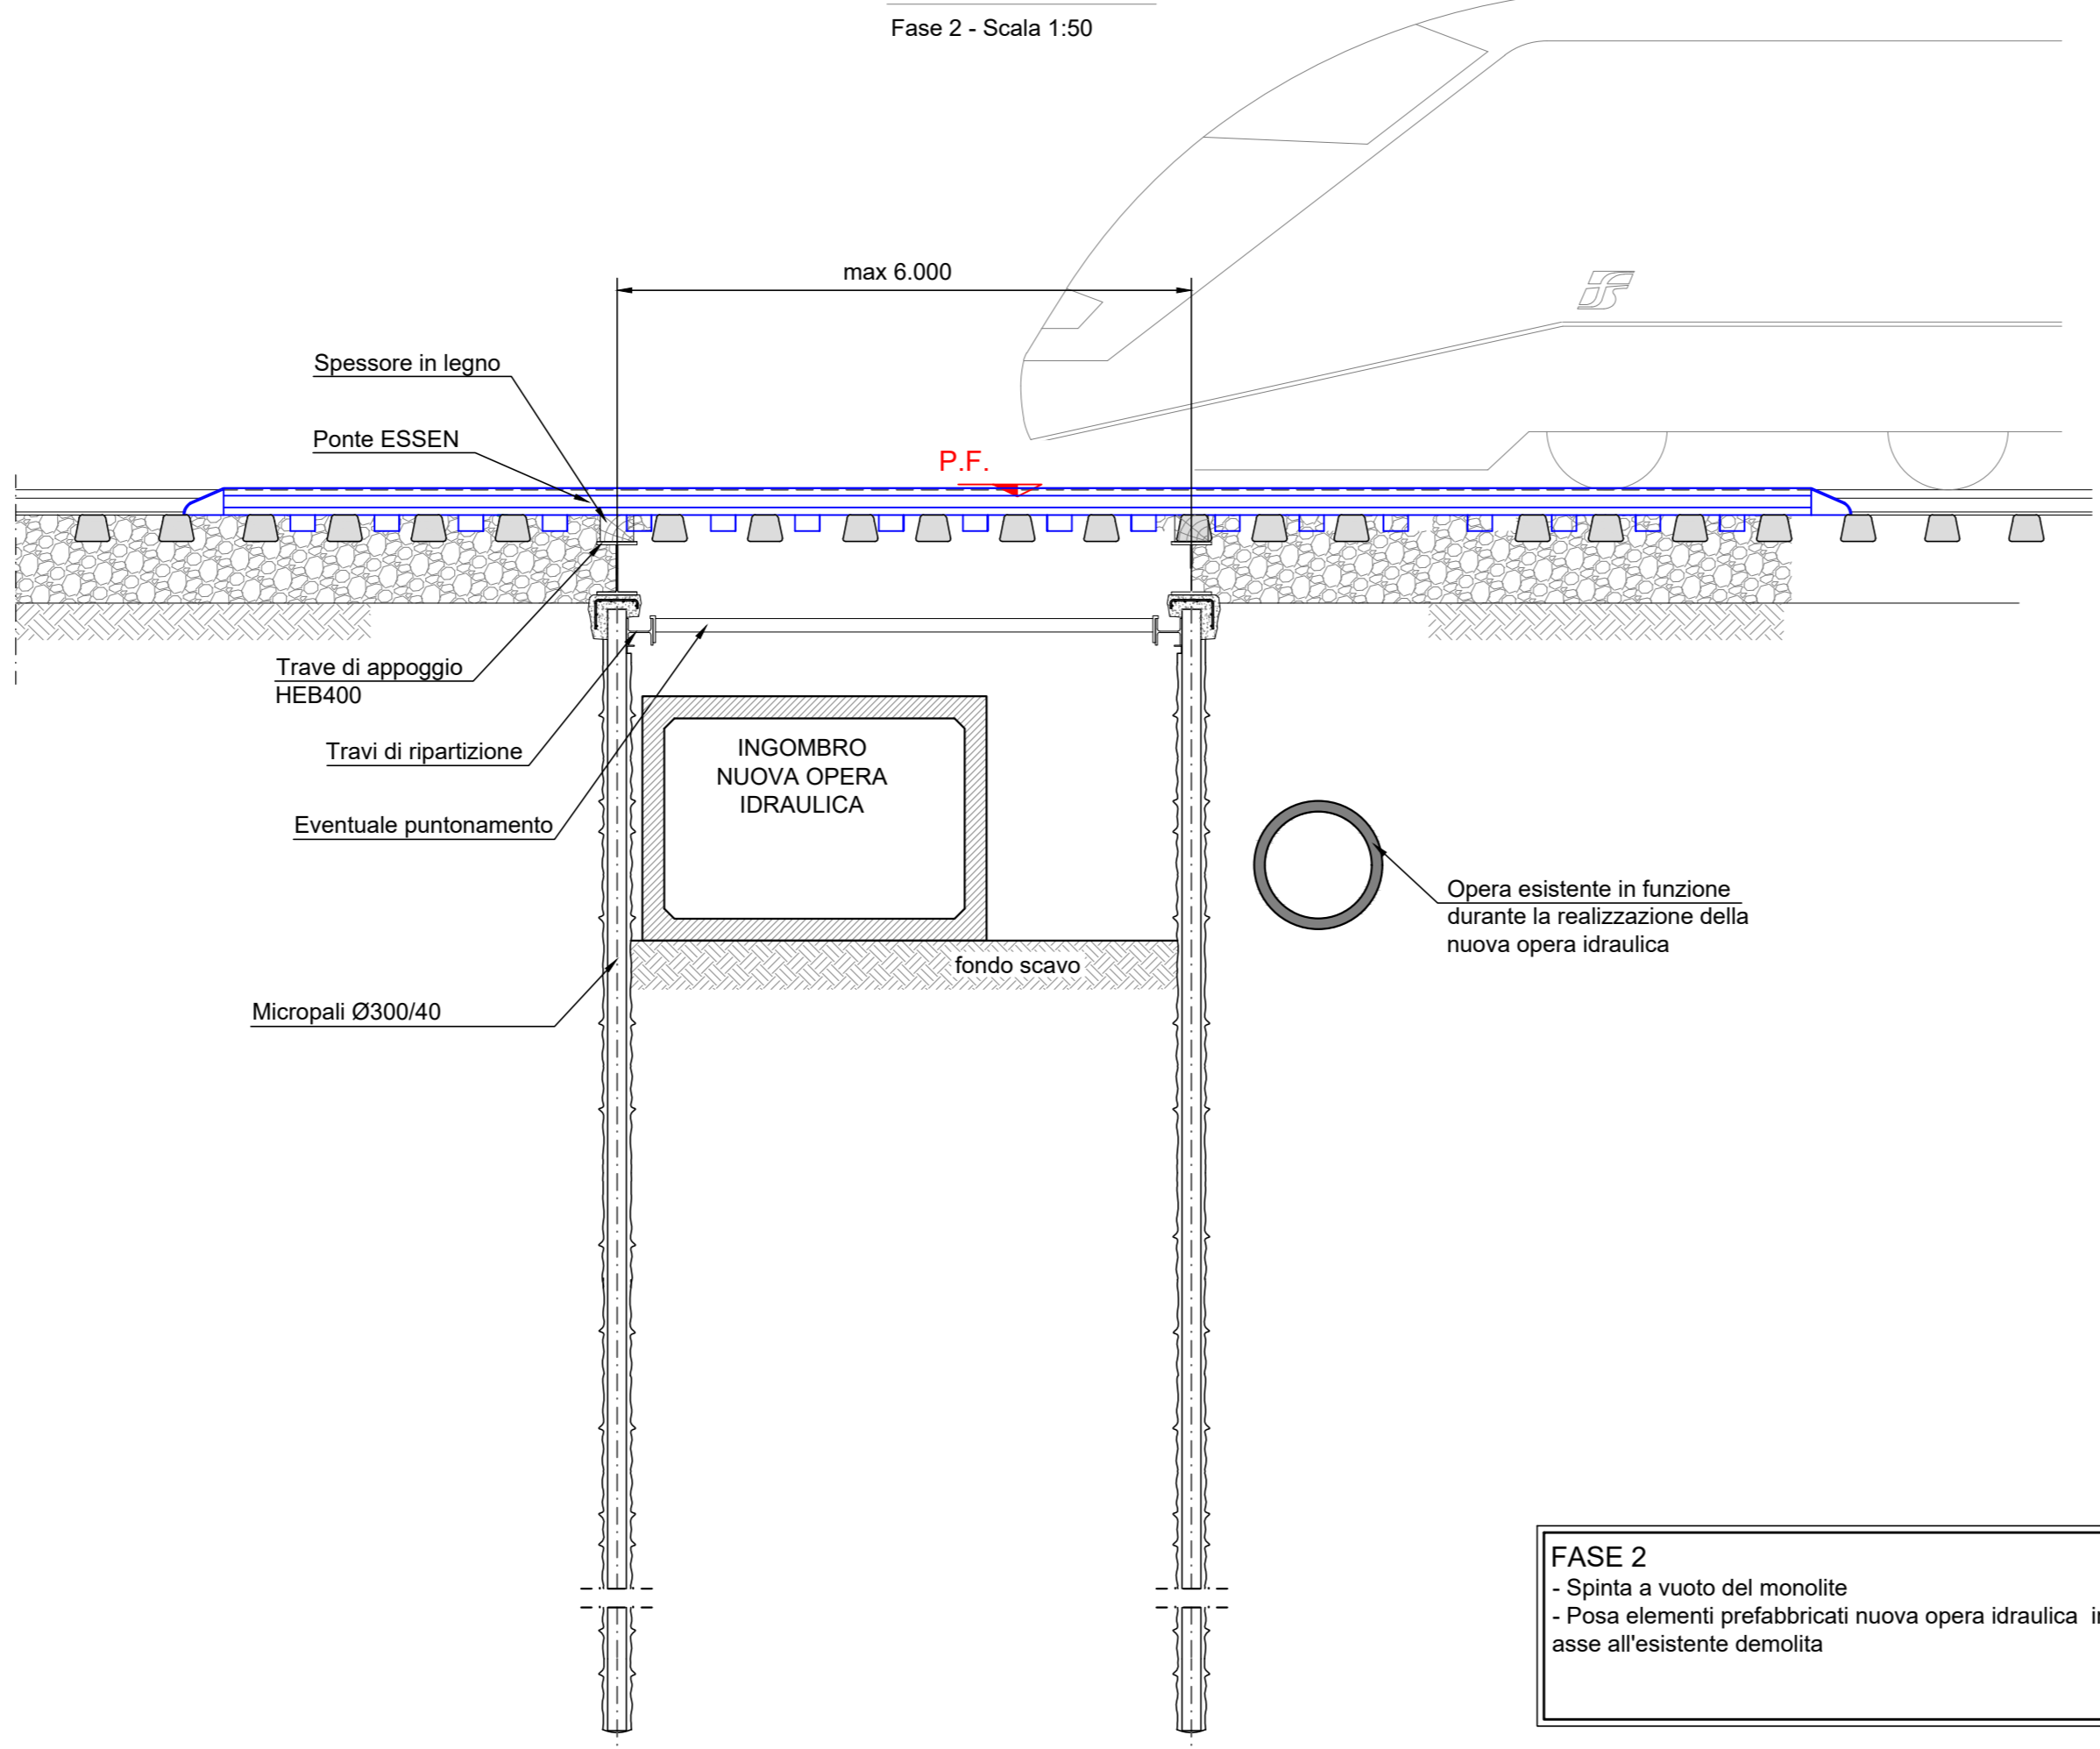 Fase 2 - Scala 1:50
max 6.000
Spessore in legno
Ponte ESSEN
P.F.
Trave di appoggio
HEB400
Travi di ripartizione
Eventuale puntonamento
INGOMBRO
NUOVA OPERA
IDRAULICA
Opera esistente in funzione
durante la realizzazione della
nuova opera idraulica
fondo scavo
Micropali Ø300/40
FASE 2
- Spinta a vuoto del monolite
- Posa elementi prefabbricati nuova opera idraulica
asse all'esistente demolita